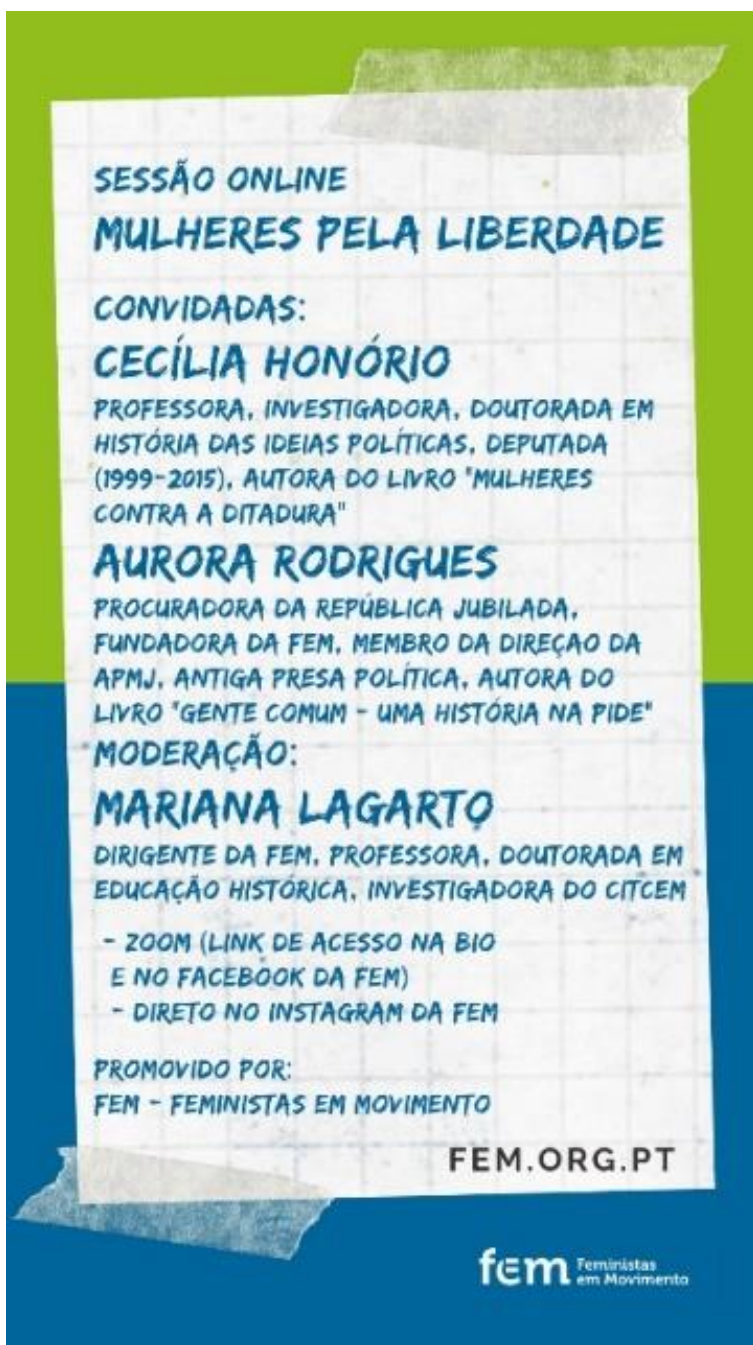 SESSÃO ONLINE
MULHERES PELA LIBERDADE
CONVIDADAS:
CECÍLIA HONÓRIO
PROFESSORA, INVESTIGADORA, DOUTORADA EM
HISTÓRIA DAS IDEIAS POLÍTICAS, DEPUTADA
(1999-2015), AUTORA DO LIVRO "MULHERES
CONTRA A DITADURA"
AURORA RODRIGUES
PROCURADORA DA REPÚBLICA JUBILADA,
FUNDADORA DA FEM, MEMBRO DA DIREÇAO DA
APMJ, ANTIGA PRESA POLÍTICA, AUTORA DO
LIVRO "GENTE COMUM - UMA HISTÓRIA NA PIDE"
MODERAÇÃO:
MARIANA LAGARTO
DIRIGENTE DA FEM, PROFESSORA, DOUTORADA EM
EDUCAÇÃO HISTÓRICA, INVESTIGADORA DO CITCEM
- ZOOM (LINK DE ACESSO NA BIO
E NO FACEBOOK DA FEM)
- DIRETO NO INSTAGRAM DA FEM
PROMOVIDO POR:
FEM - FEMINISTAS EM MOVIMENTO
FEM.ORG.PT
fem Feministas
em Movimento